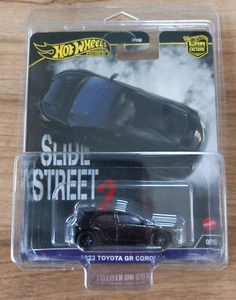 Hot Wheels
CAR
CULTURE
SLIDE
STREET 2
2023 TOYOTA GR COROLLA